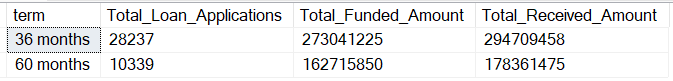 term Total_Loan_Applications Total_Funded_Amount Total_Received_Amount
36 months 28237 273041225 294709458
60 months 10339 162715850 178361475